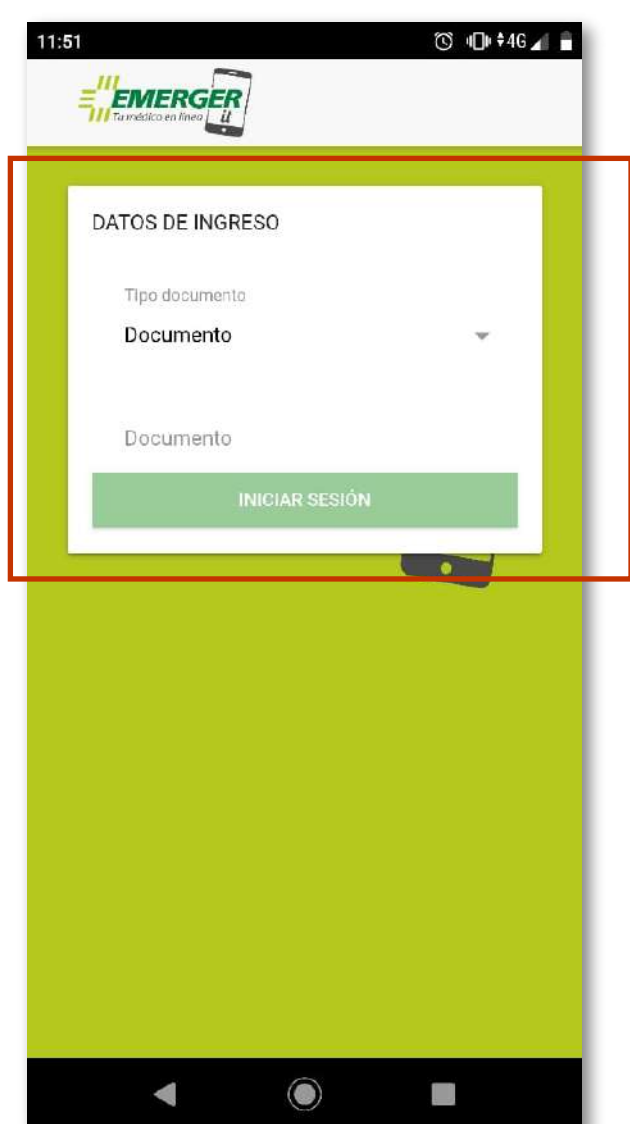 11:51
4G
EMERGER
it
Tu médico en línea
DATOS DE INGRESO
Tipo documento
Documento
Documento
INICIAR SESIÓN